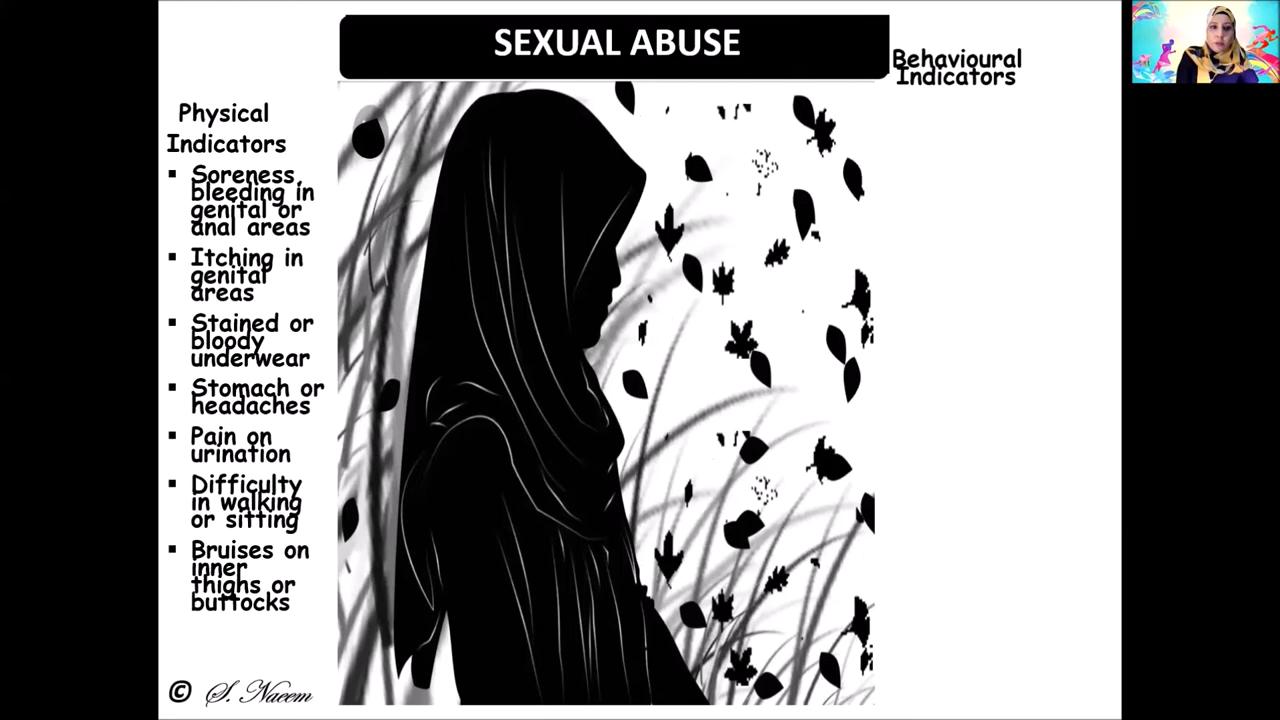 SEXUAL ABUSE
Physical
Indicators
▪ Soreness,
bleeding in
genital or
anal areas
▪ Itching in
genital
areas
▪ Stained or
bloody
underwear
▪ Stomach or
headaches
▪ Pain on
urination
▪ Difficulty
in walking
or sitting
▪ Bruises on
inner
thighs or
buttocks
Behavioural
Indicators
© S. Naeem